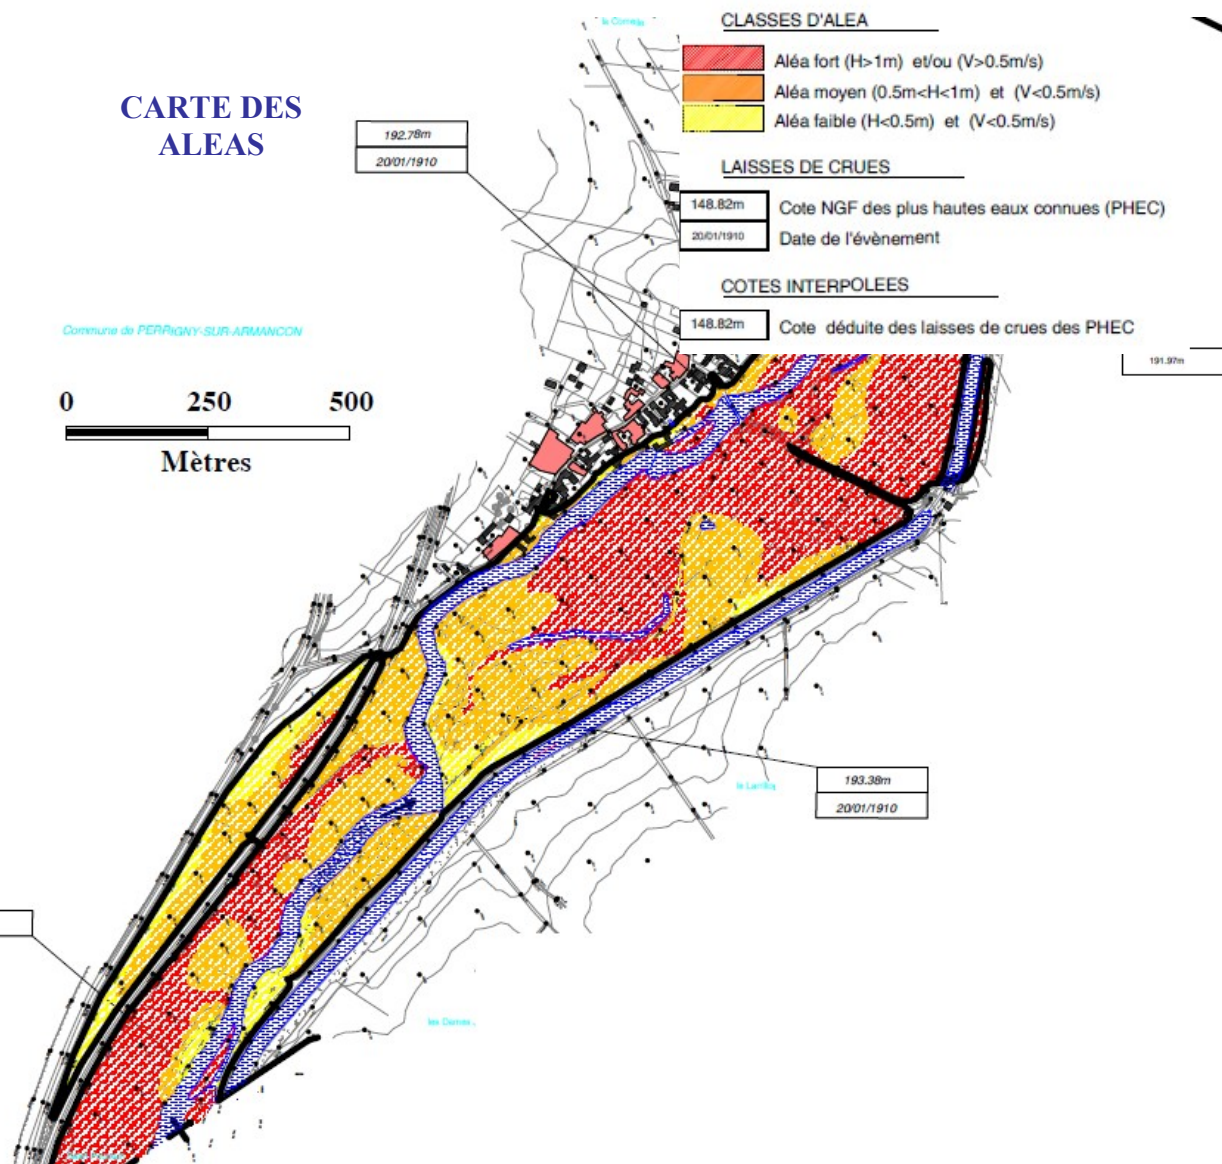 CLASSES D'ALEA
Aléa fort (H>1m) et/ou (V>0.5m/s)
Aléa moyen (0.5m<H<1m) et (V<0.5m/s)
Aléa faible (H<0.5m) et (V<0.5m/s)
CARTE DES
ALEAS
192.78m
20/01/1910
LAISSES DE CRUES
148.82m
Cote NGF des plus hautes eaux connues (PHEC)
20/01/1910
Date de l'évènement
COTES INTERPOLEES
148.82m
Cote déduite des laisses de crues des PHEC
Commune de PERRIGNY-SUR-ARMANCON
191.97m
0 250 500
Mètres
193.38m
20/01/1910